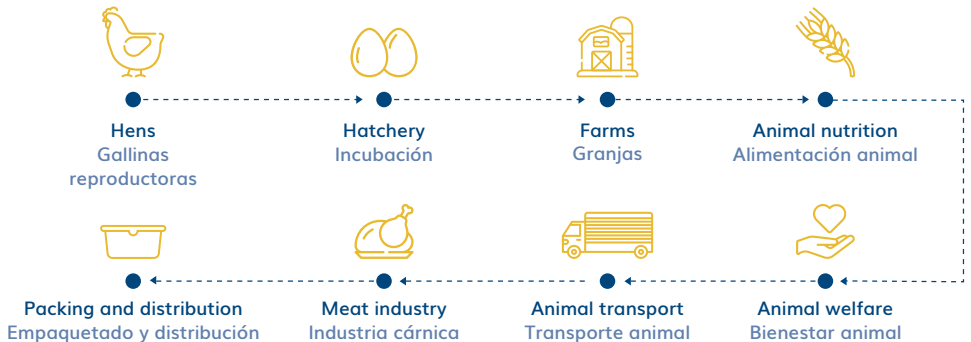 Hens
Gallinas
reproductoras
Hatchery
Incubación
Farms
Granjas
Animal nutrition
Alimentación animal
Packing and distribution
Empaquetado y distribución
Meat industry
Industria cárnica
Animal transport
Transporte animal
Animal welfare
Bienestar animal